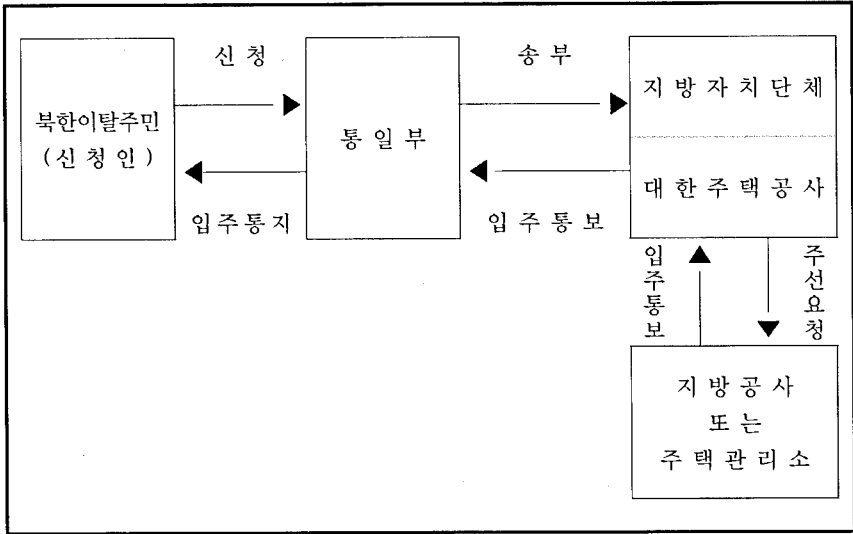 신 청
송 부
북한이탈주민
(신 청 인)
통 일 부
지 방 자 치 단 체
대 한 주 택 공 사
입주통지
입 주 통 보
입주통보
주선요청
지 방 공 사
또 는
주 택 관 리 소